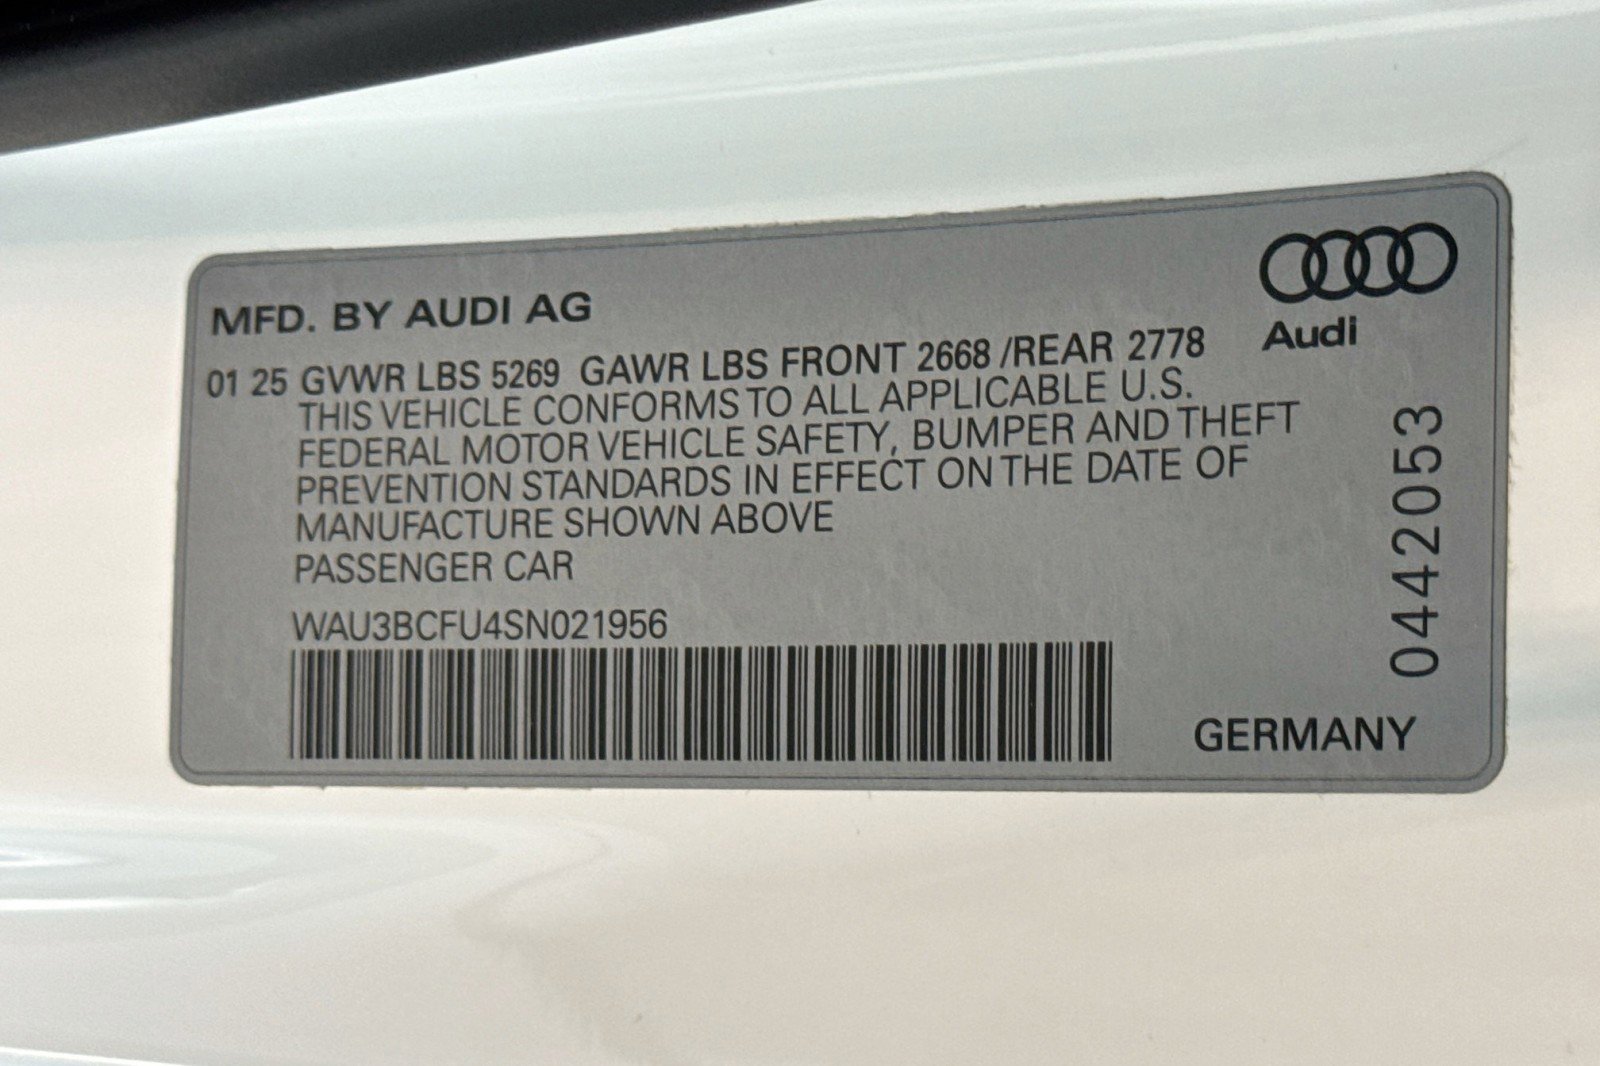 MFD. BY AUDI AG
Audi
01 25 GVWR LBS 5269 GAWR LBS FRONT 2668 /REAR 2778
THIS VEHICLE CONFORMS TO ALL APPLICABLE U.S.
FEDERAL MOTOR VEHICLE SAFETY, BUMPER AND THEFT
PREVENTION STANDARDS IN EFFECT ON THE DATE OF
MANUFACTURE SHOWN ABOVE
PASSENGER CAR
WAU3BCFU4SN021956
0442053
GERMANY